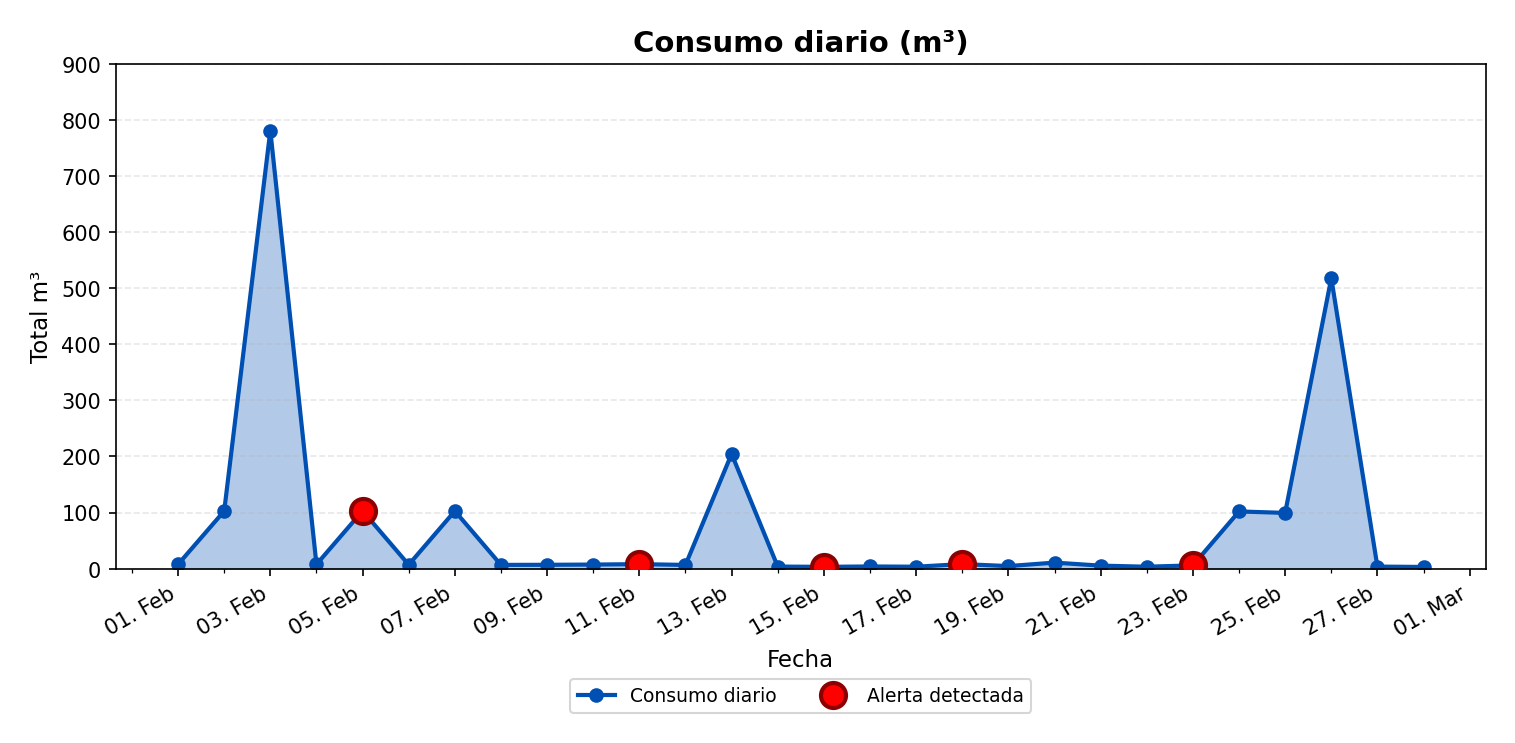 Consumo diario (m³)
900
800
700
600
500
400
300
200
100
0
Total m³
01. Feb
03. Feb
05. Feb
07. Feb
09. Feb
11. Feb
13. Feb
15. Feb
17. Feb
19. Feb
21. Feb
23. Feb
25. Feb
27. Feb
01. Mar
Fecha
Consumo diario
Alerta detectada